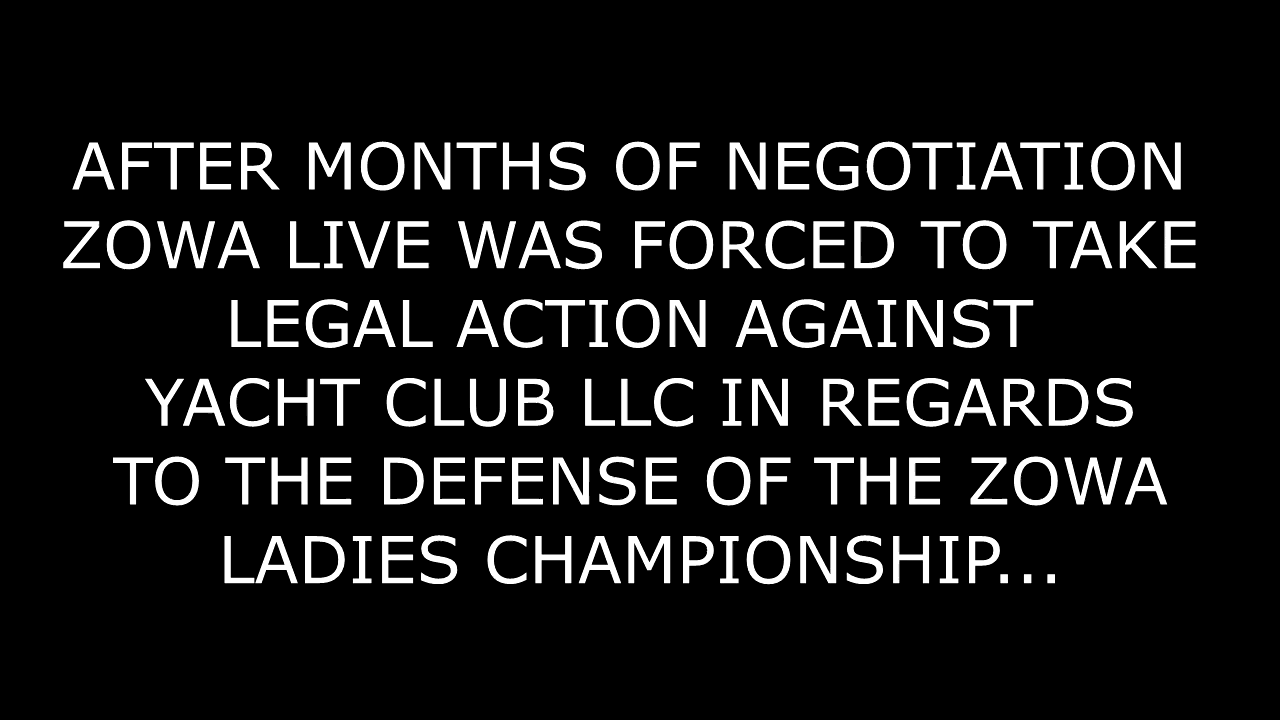 AFTER MONTHS OF NEGOTIATION
ZOWA LIVE WAS FORCED TO TAKE
LEGAL ACTION AGAINST
YACHT CLUB LLC IN REGARDS
TO THE DEFENSE OF THE ZOWA
LADIES CHAMPIONSHIP...